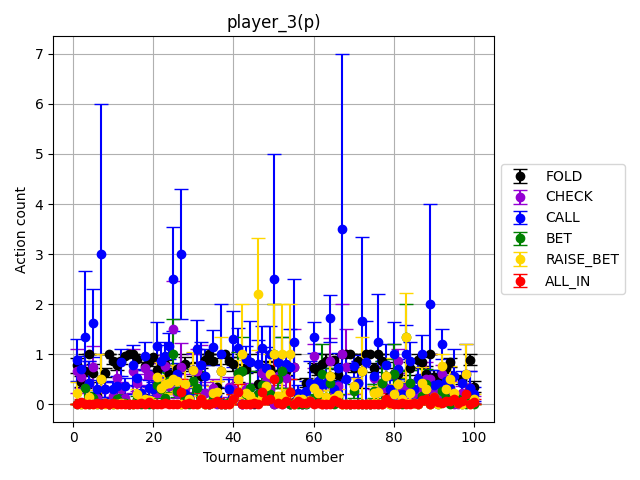 player_3(p)
Action count
7
6
5
4
3
2
1
0
0 20 40 60 80 100
Tournament number
FOLD
CHECK
CALL
BET
RAISE_BET
ALL_IN